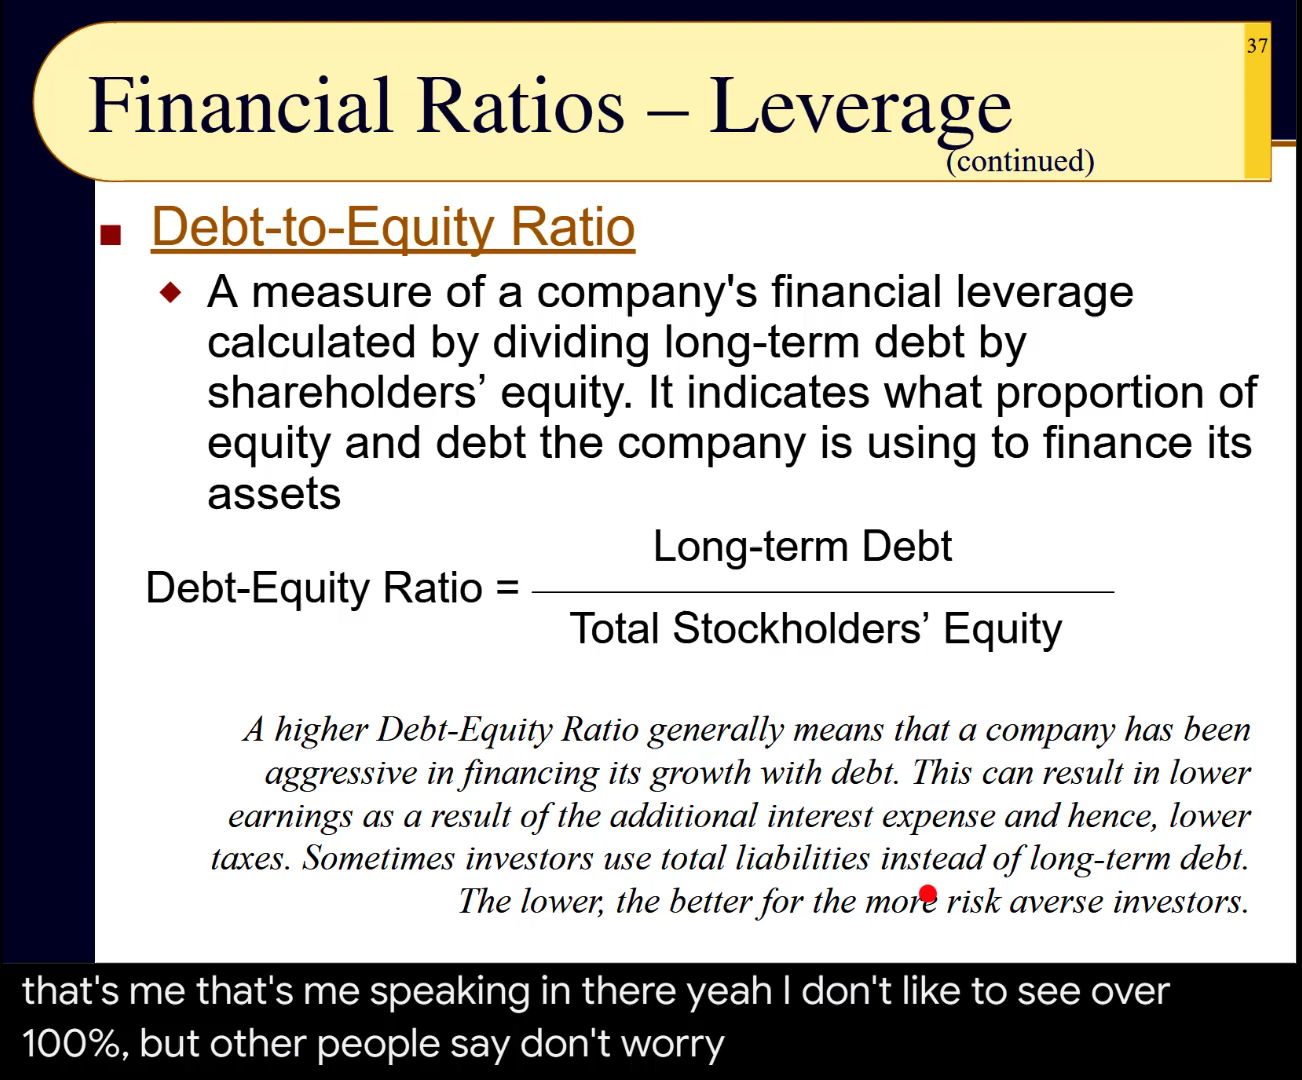 37
Financial Ratios – Leverage
(continued)
Debt-to-Equity Ratio
A measure of a company's financial leverage
calculated by dividing long-term debt by
shareholders’ equity. It indicates what proportion of
equity and debt the company is using to finance its
assets
Long-term Debt
Debt-Equity Ratio =
Total Stockholders’ Equity
A higher Debt-Equity Ratio generally means that a company has been
aggressive in financing its growth with debt. This can result in lower
earnings as a result of the additional interest expense and hence, lower
taxes. Sometimes investors use total liabilities instead of long-term debt.
The lower, the better for the more risk averse investors.
that's me that's me speaking in there yeah I don't like to see over
100%, but other people say don't worry